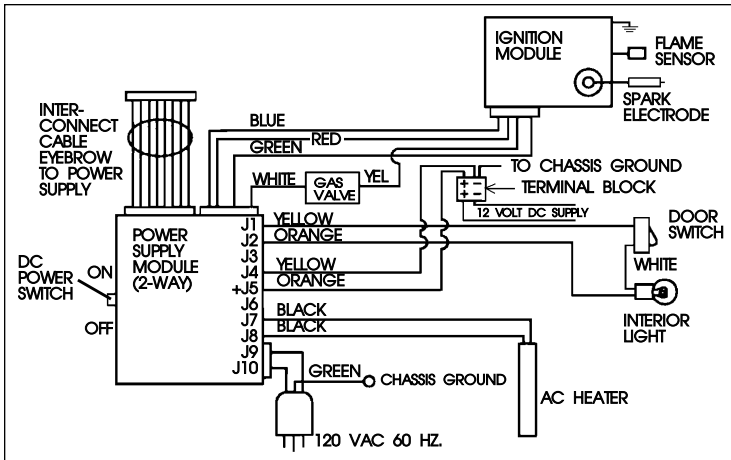 IGNITION
MODULE
FLAME
SENSOR
SPARK
ELECTRODE
INTER-
CONNECT
CABLE
EYEBROW
TO POWER
SUPPLY
BLUE
RED
GREEN
WHITE
GAS
VALVE
YEL
TO CHASSIS GROUND
+ -
+ -
TERMINAL BLOCK
12 VOLT DC SUPPLY
POWER
SUPPLY
MODULE
(2-WAY)
DC
POWER
SWITCH
ON
OFF
J1
J2
J3
J4
+J5
J6
J7
J8
J9
J10
YELLOW
ORANGE
YELLOW
ORANGE
BLACK
BLACK
DOOR
SWITCH
WHITE
INTERIOR
LIGHT
GREEN
CHASSIS GROUND
AC HEATER
120 VAC 60 HZ.